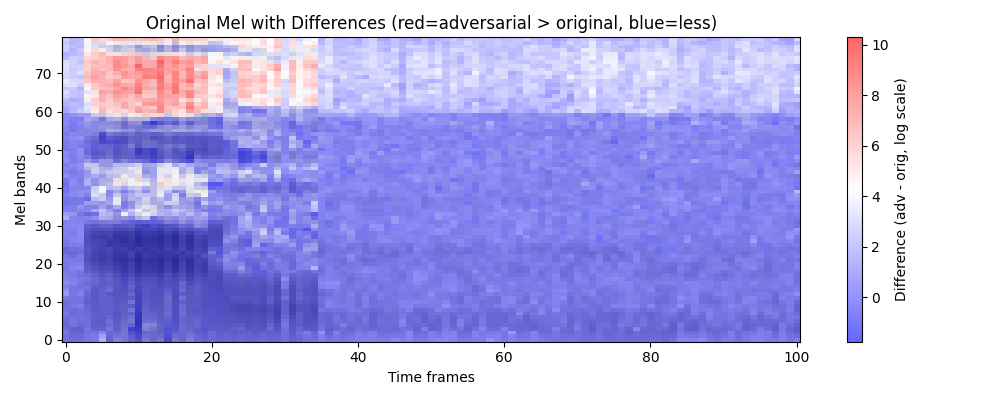 Original Mel with Differences (red=adversarial > original, blue=less)
Mel bands
70
60
50
40
30
20
10
0
0 20 40 60 80 100
Time frames
10
8
6
4
2
0
Difference (adv - orig, log scale)